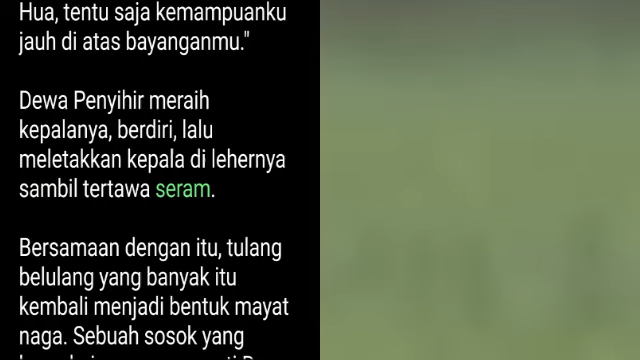 Hua, tentu saja kemampuanku
jauh di atas bayanganmu."
Dewa Penyihir meraih
kepalanya, berdiri, lalu
meletakkan kepala di lehernya
sambil tertawa seram.
Bersamaan dengan itu, tulang
belulang yang banyak itu
kembali menjadi bentuk mayat
naga. Sebuah sosok yang